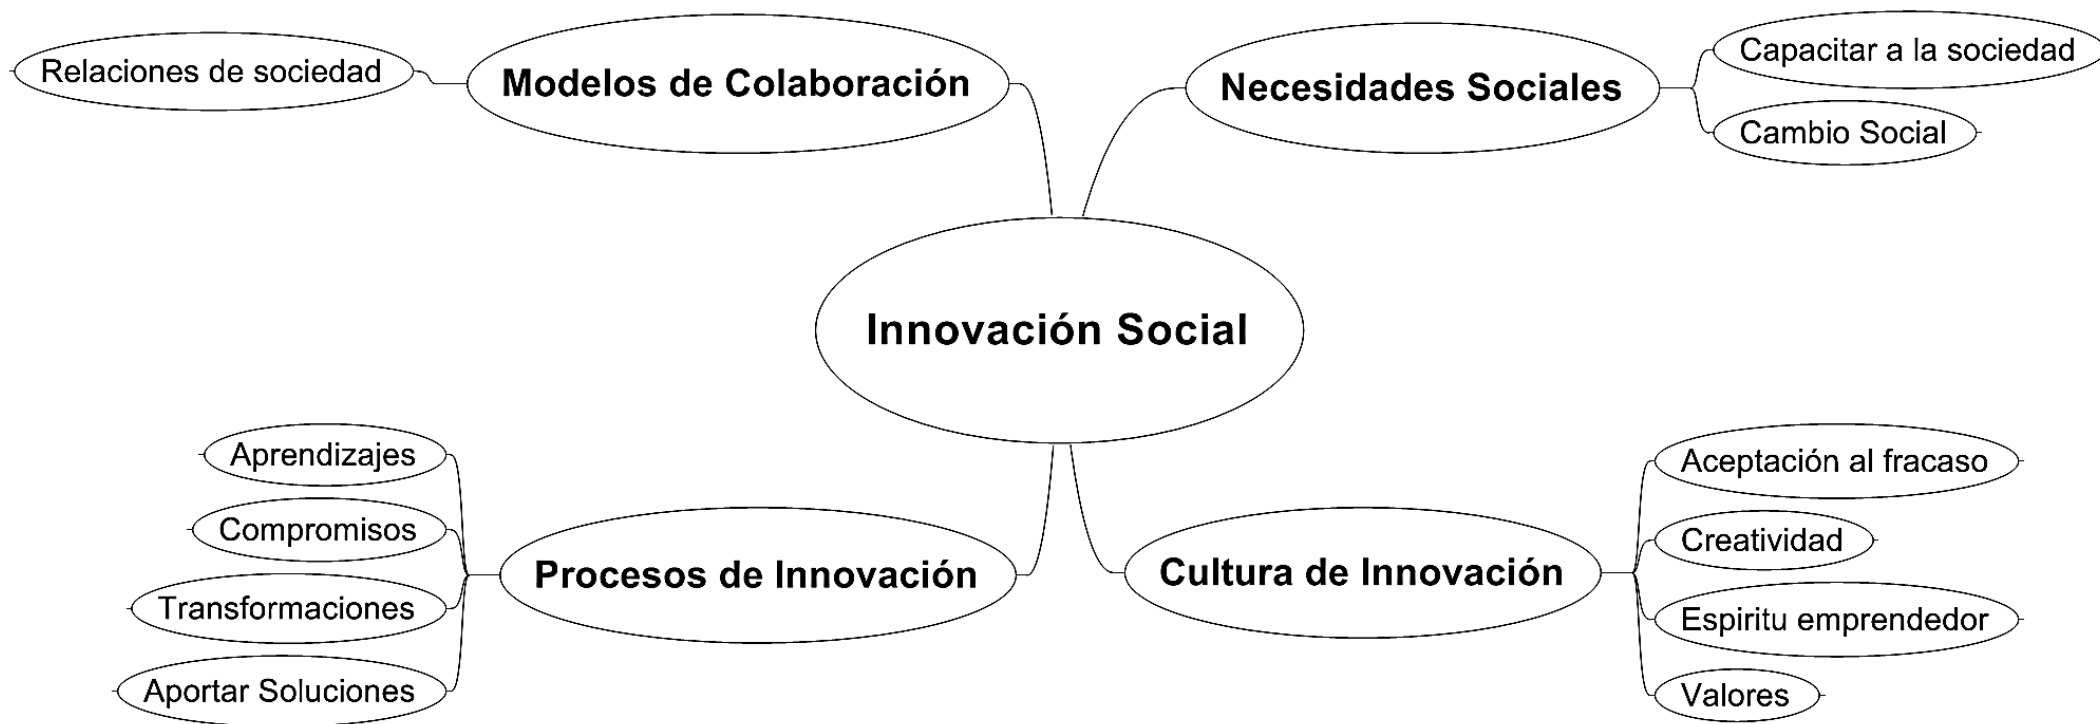 Relaciones de sociedad
Modelos de Colaboración
Necesidades Sociales
Capacitar a la sociedad
Cambio Social
Innovación Social
Aprendizajes
Compromisos
Transformaciones
Aportar Soluciones
Procesos de Innovación
Cultura de Innovación
Aceptación al fracaso
Creatividad
Espiritu emprendedor
Valores